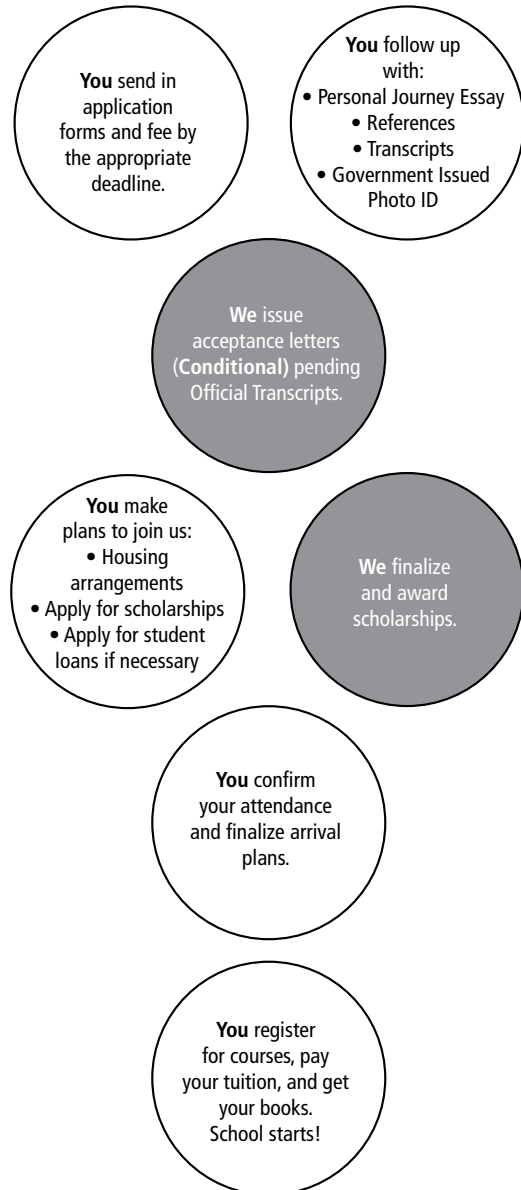 You send in
application
forms and fee by
the appropriate
deadline.
You follow up
with:
• Personal Journey Essay
• References
• Transcripts
• Government Issued
Photo ID
We issue
acceptance letters
(Conditional) pending
Official Transcripts.
You make
plans to join us:
• Housing
arrangements
• Apply for scholarships
• Apply for student
loans if necessary
We finalize
and award
scholarships.
You confirm
your attendance
and finalize arrival
plans.
You register
for courses, pay
your tuition, and get
your books.
School starts!